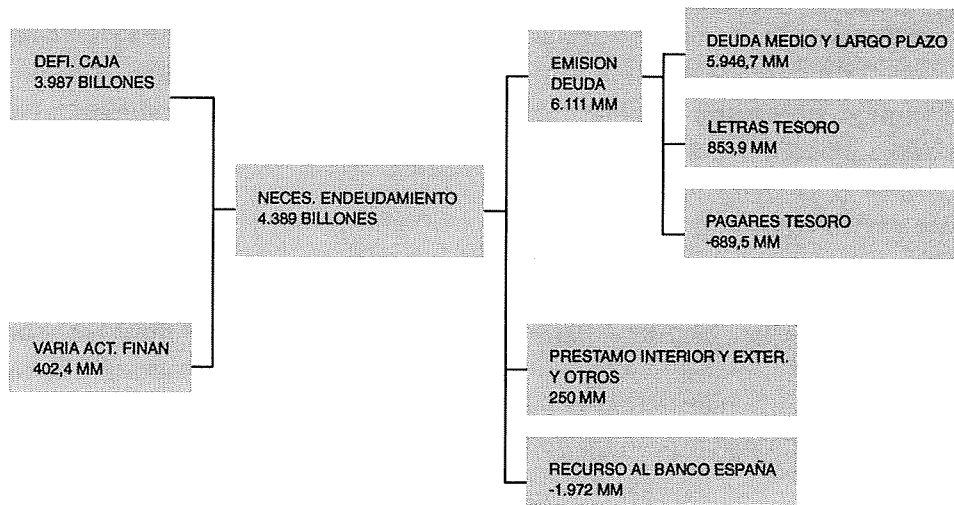 DEFI. CAJA
3.987 BILLONES
VARIA ACT. FINAN
402,4 MM
NECES. ENDEUDAMIENTO
4.389 BILLONES
EMISION
DEUDA
6.111 MM
DEUDA MEDIO Y LARGO PLAZO
5.946,7 MM
LETRAS TESORO
853,9 MM
PAGARES TESORO
-689,5 MM
PRESTAMO INTERIOR Y EXTER.
Y OTROS
250 MM
RECURSO AL BANCO ESPAÑA
-1.972 MM